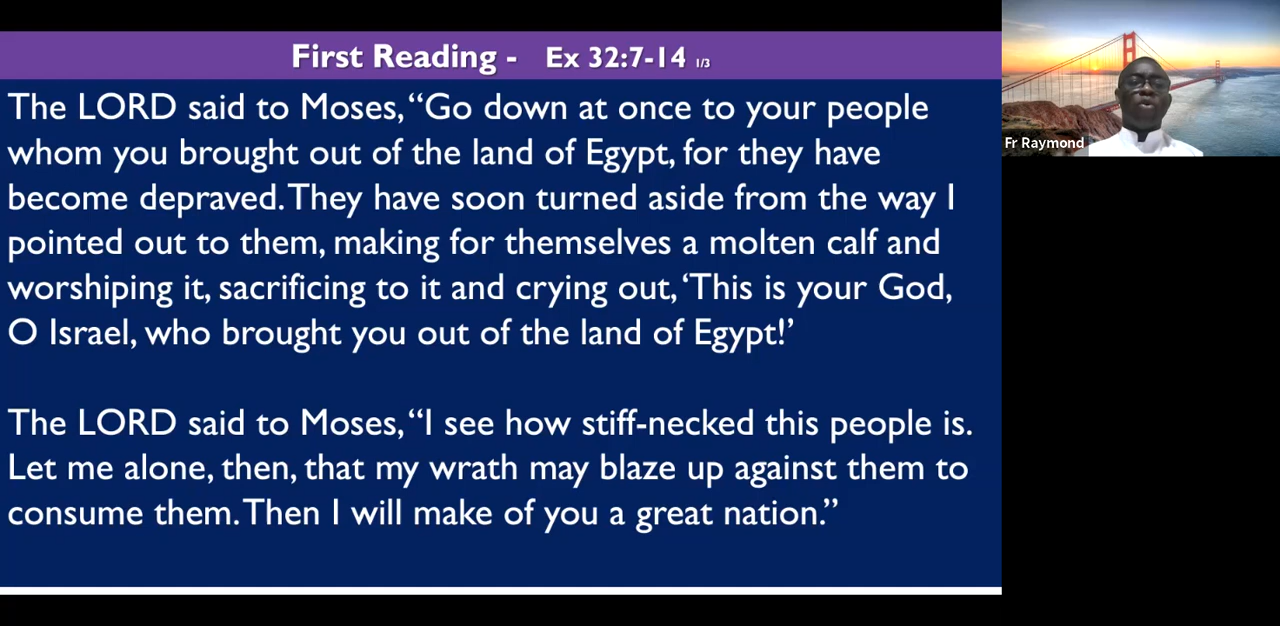 First Reading - Ex 32:7-14 1/3
The LORD said to Moses, “Go down at once to your people
whom you brought out of the land of Egypt, for they have
become depraved. They have soon turned aside from the way I
pointed out to them, making for themselves a molten calf and
worshiping it, sacrificing to it and crying out, ‘This is your God,
O Israel, who brought you out of the land of Egypt!’
The LORD said to Moses, “I see how stiff-necked this people is.
Let me alone, then, that my wrath may blaze up against them to
consume them. Then I will make of you a great nation.”
Fr Raymond